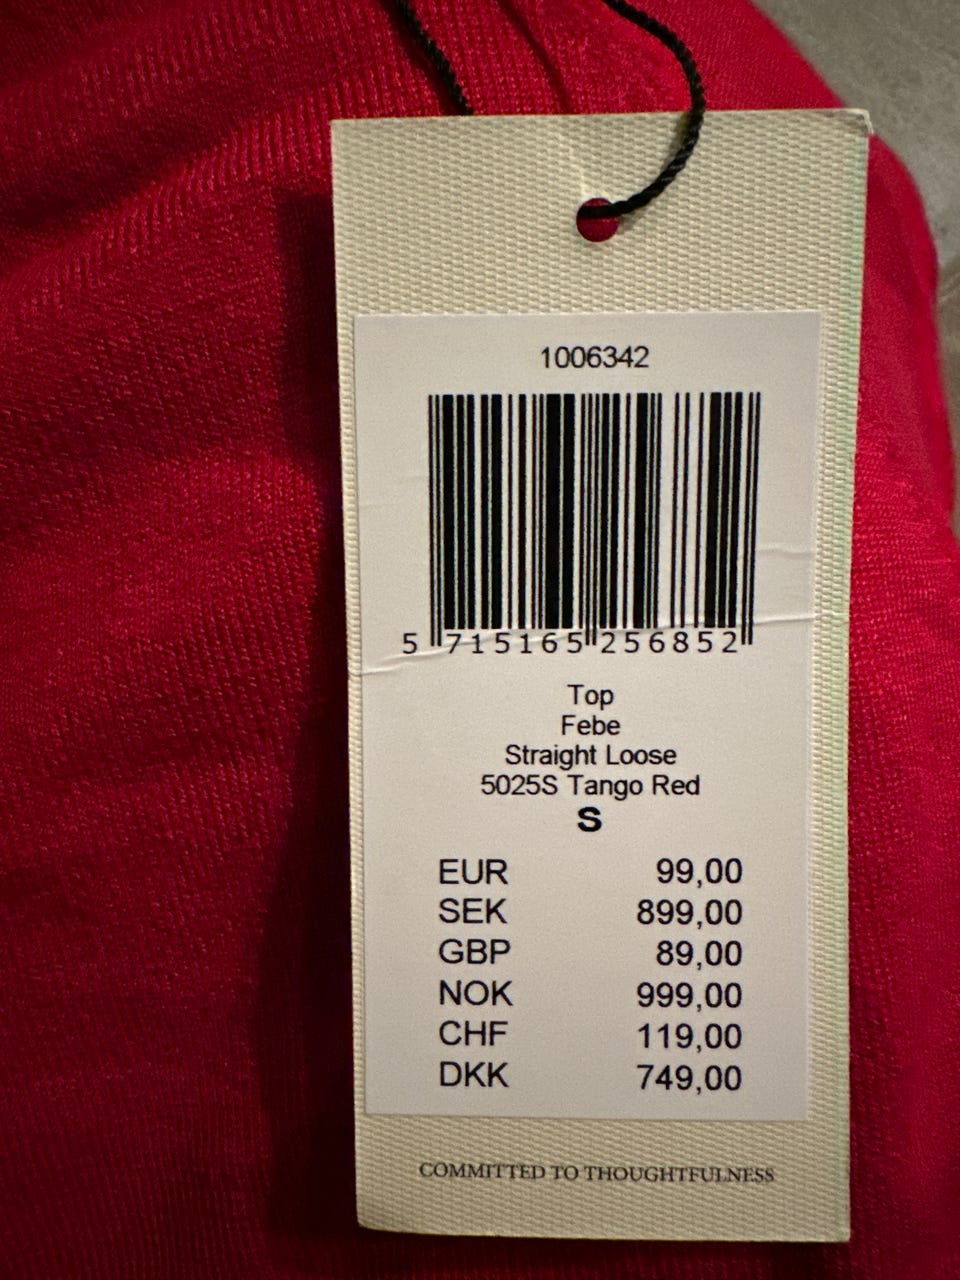 1006342
5 715165 256852
Top
Febe
Straight Loose
5025S Tango Red
S
EUR 99,00
SEK 899,00
GBP 89,00
NOK 999,00
CHF 119,00
DKK 749,00
COMMITTED TO THOUGHTFULNESS